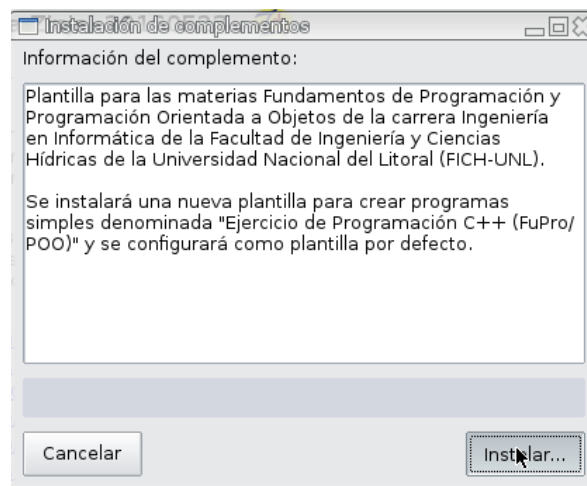 Instalación de complementos
Información del complemento:
Plantilla para las materias Fundamentos de Programación y
Programación Orientada a Objetos de la carrera Ingeniería
en Informática de la Facultad de Ingeniería y Ciencias
Hídricas de la Universidad Nacional del Litoral (FICH-UNL).
Se instalará una nueva plantilla para crear programas
simples denominada "Ejercicio de Programación C++ (FuPro/
POO)" y se configurará como plantilla por defecto.
Cancelar
Instalar...